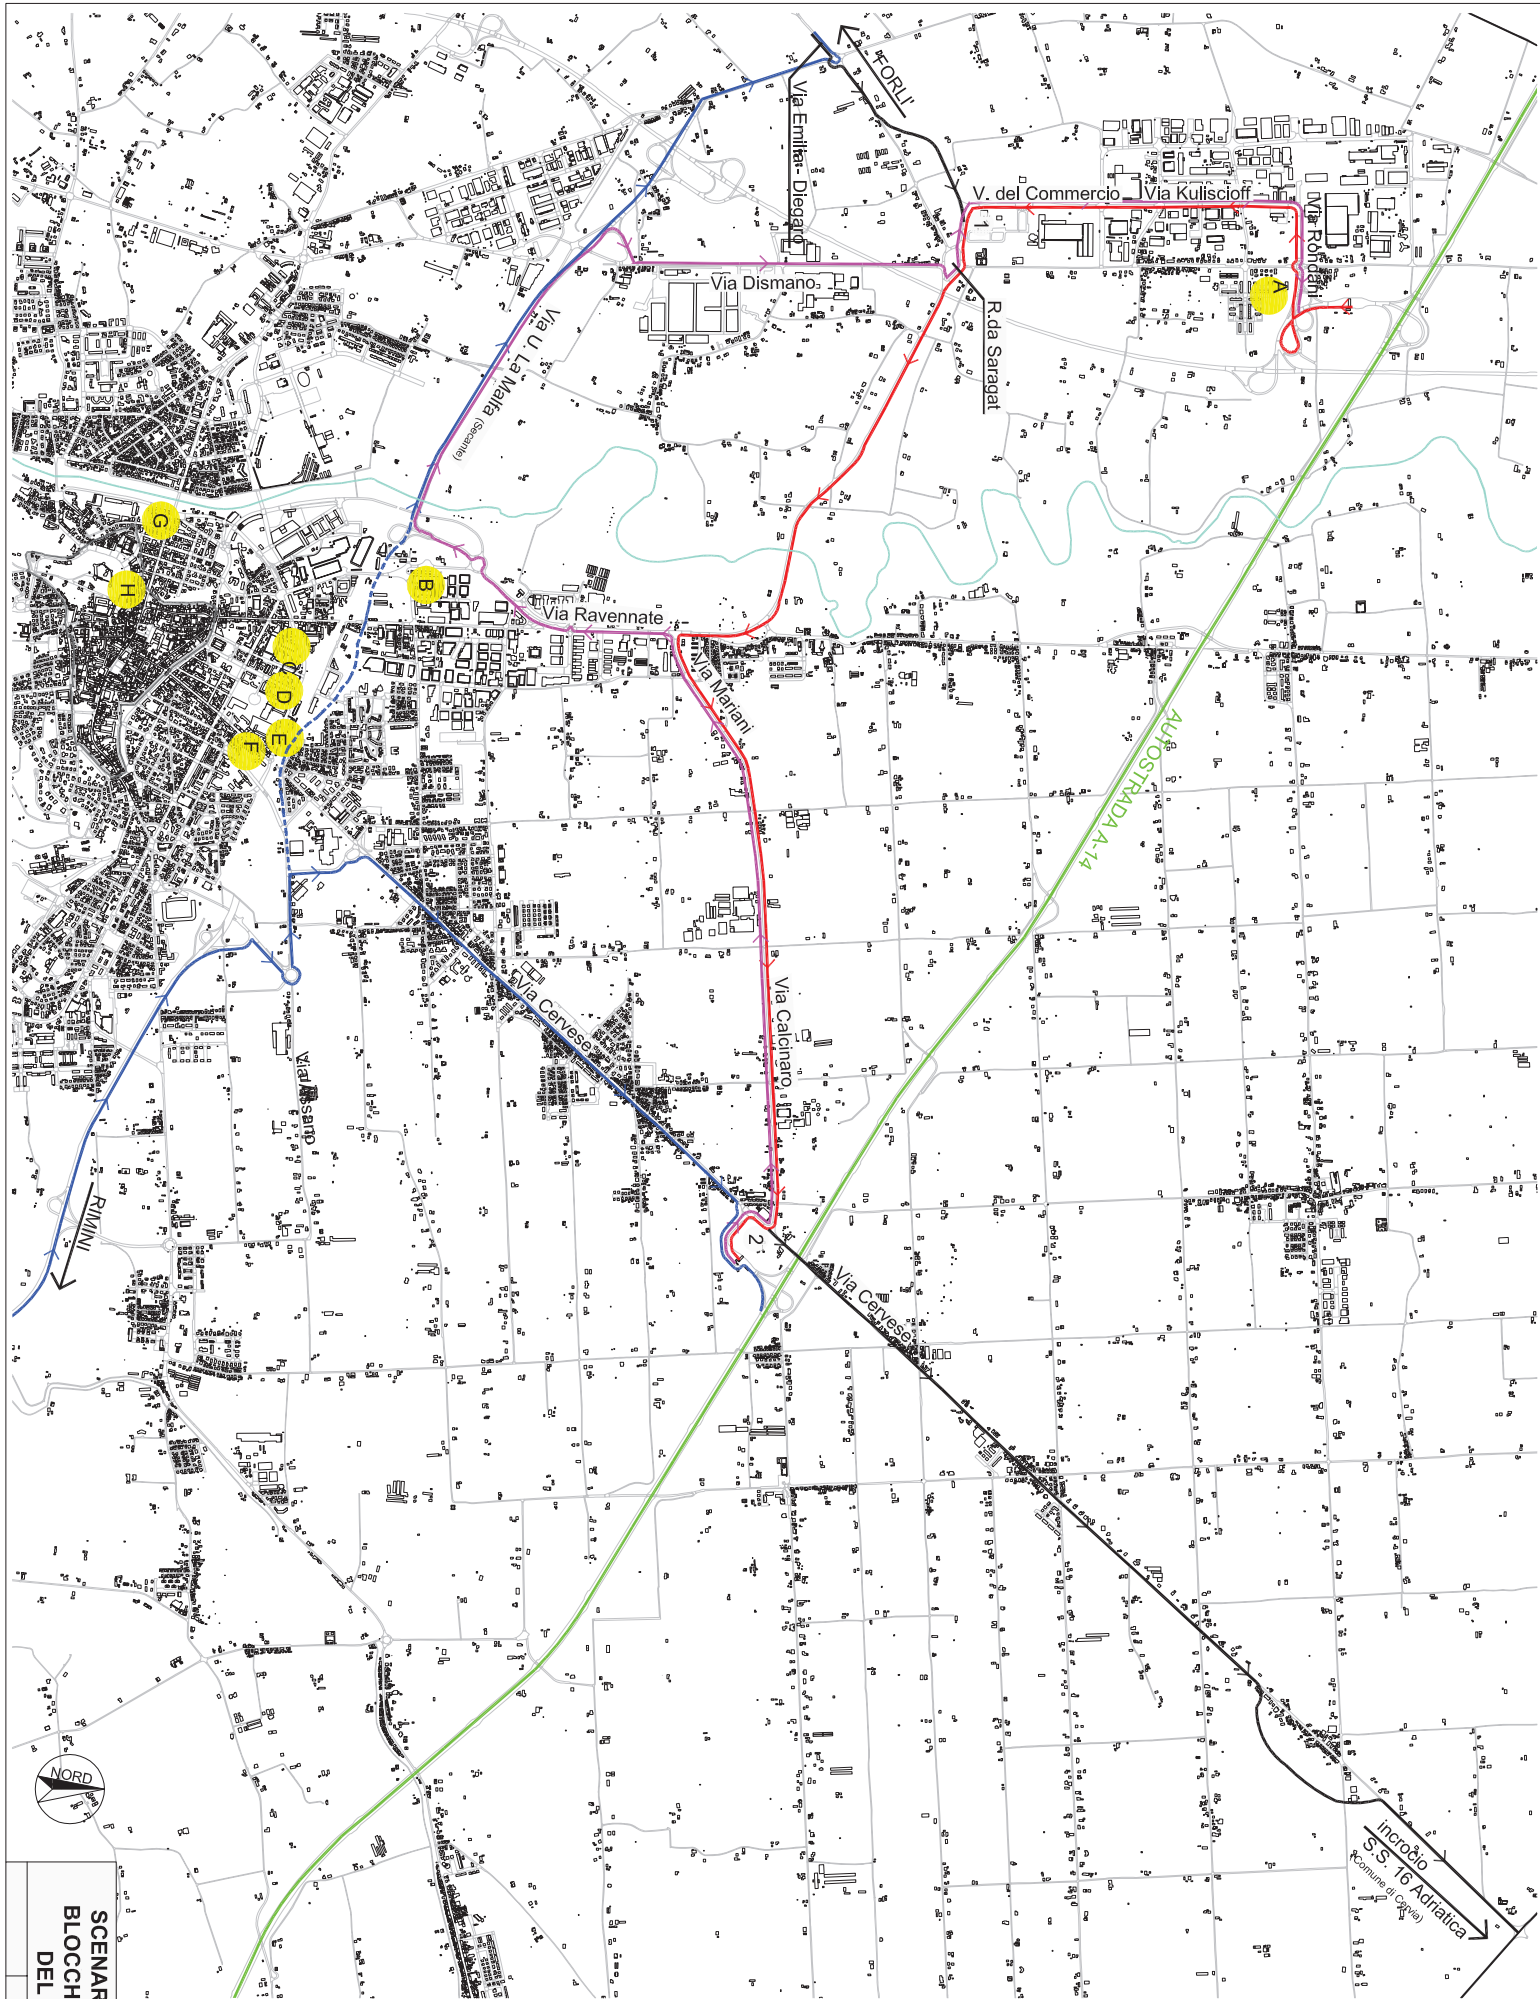 FORLI'
Via Emilia - Diegaro
V. del Commercio
Via Kuliscioff
Via Rondani
A
1
Via Dismano
R.da Saragat
Via U. La Malfa (Secante)
G
H
B
C
D
E
F
Via Ravennate
Via Mariani
AUTOSTRADA A-14
Via Cervese
Via Calcinaro
Via Assano
RIMINI
2
Via Cervese
incrocio
S.S. 16 Adriatica
(Comune di Cervia)
NORD
SCENAR
BLOCCH
DEL